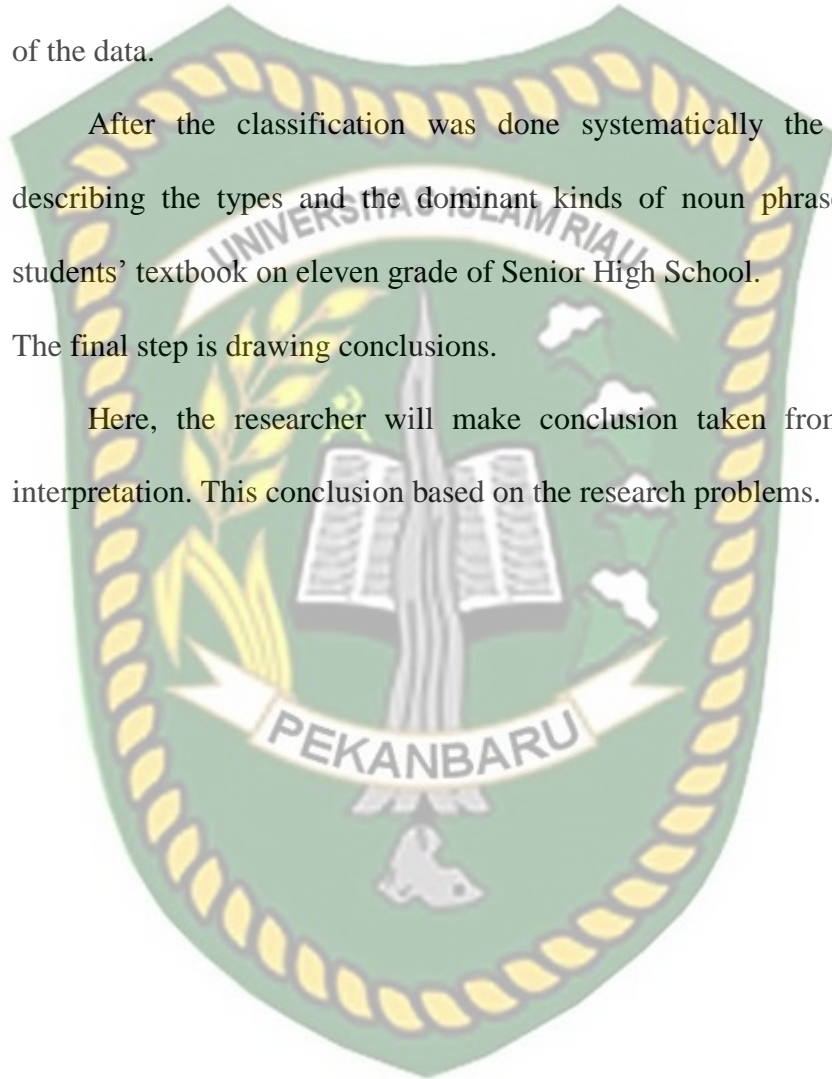 of the data.
After the classification was done systematically the
describing the types and the dominant kinds of noun
students' textbook on eleven grade of Senior High School.
The final step is drawing conclusions.
Here, the researcher will make conclusion taken from
interpretation. This conclusion based on the research problems.
UNIVERSITAS ISLAM RIAU
PEKANBARU